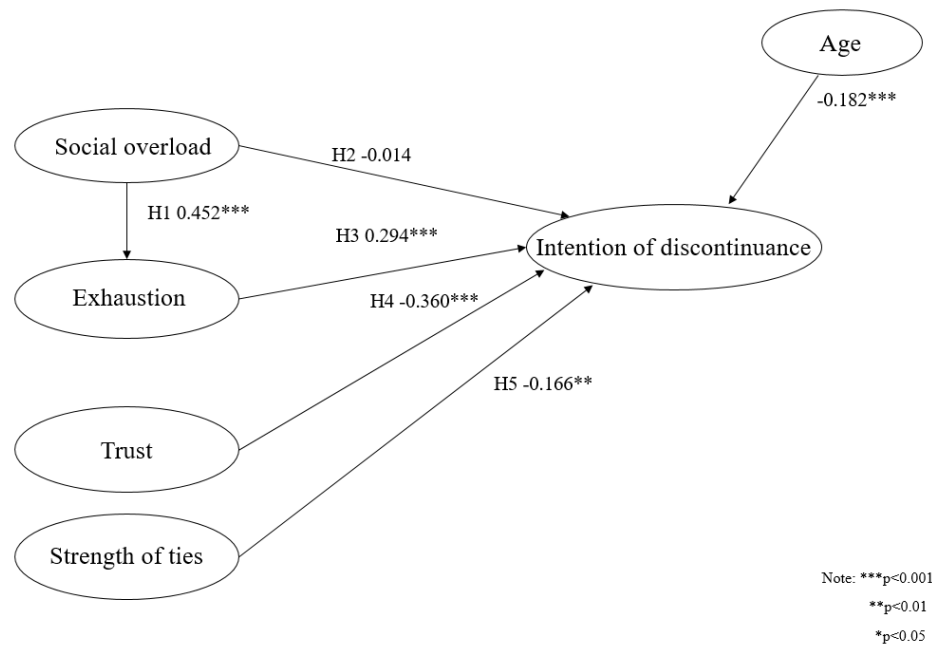 Age
-0.182***
Social overload
H2 -0.014
H1 0.452***
H3 0.294***
Intention of discontinuance
Exhaustion
H4 -0.360***
H5 -0.166**
Trust
Strength of ties
Note: ***p<0.001
**p<0.01
*p<0.05